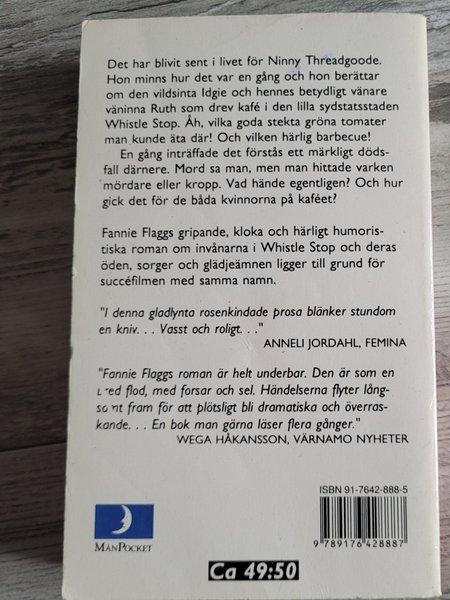 Det har blivit sent i livet för Ninny Threadgoode.
Hon minns hur det var en gång och hon berättar
om den vildsinta Idgie och hennes betydligt vänare
väninna Ruth som drev kafé i den lilla sydstatsstaden
Whistle Stop. Åh, vilka goda stekta gröna tomater
man kunde äta där! Och vilken härlig barbecue!
En gång inträffade det förstås ett märkligt döds-
fall därnere. Mord sa man, men man hittade varken
mördare eller kropp. Vad hände egentligen? Och hur
gick det för de båda kvinnorna på kaféet?
Fannie Flaggs gripande, kloka och härligt humoris-
tiska roman om invånarna i Whistle Stop och deras
öden, sorger och glädjeämnen ligger till grund för
succéfilmen med samma namn.
"I denna gladlynta rosenkindade prosa blänker stundom
en kniv. . . Vasst och roligt. . ."
ANNELI JORDAHL, FEMINA
"Fannie Flaggs roman är helt underbar. Den är som en
bred flod, med forsar och sel. Händelserna flyter lång-
samt fram för att plötsligt bli dramatiska och överras-
kande. . . En bok man gärna läser flera gånger."
WEGA HÅKANSSON, VÄRNAMO NYHETER
ISBN 91-7642-888-5
9 789176 428887
MÅNPOCKET
Ca 49:50